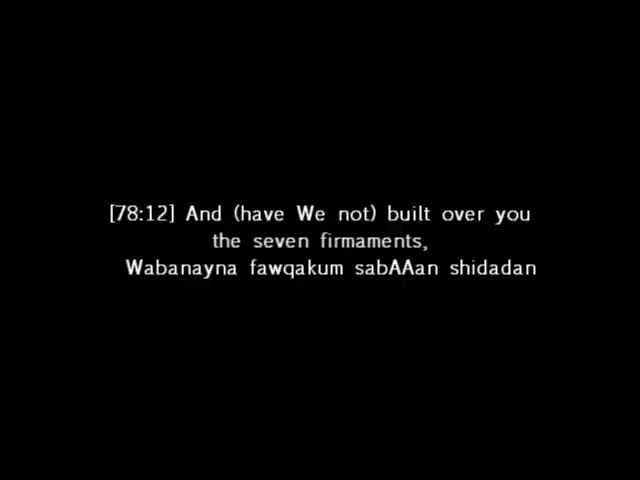 [78:12] And (have We not) built over you
the seven firmaments,
Wabanayna fawqakum sabAAan shidadan